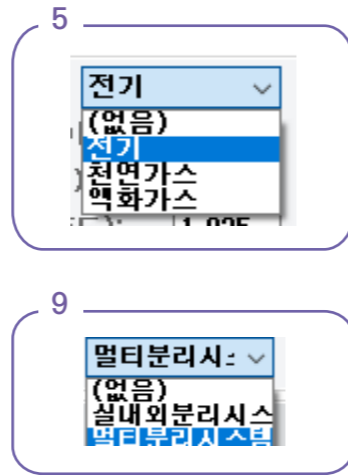 5
전기
(없음)
전기
천연가스
액화가스
1.025
9
멀티분리시스
(없음)
실내외분리시스
멀티분리시스템